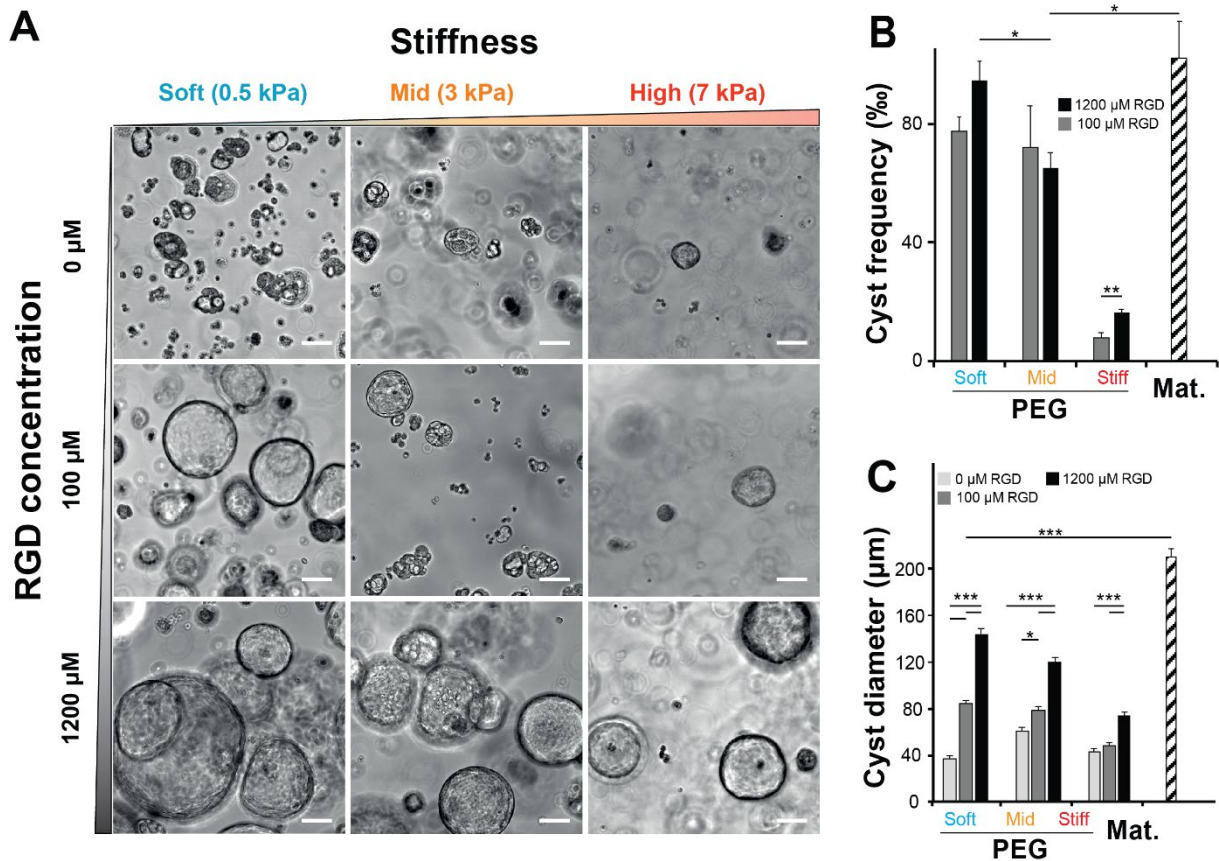 A
Stiffness
Soft (0.5 kPa) Mid (3 kPa) High (7 kPa)
RGD concentration
0 µM
100 µM
1200 µM
B
Cyst frequency (‰)
* *
1200 µM RGD
100 µM RGD
80
40
0
**
Soft Mid Stiff
PEG
Mat.
C
0 µM RGD 1200 µM RGD
100 µM RGD
Cyst diameter (µm)
***
200
160
120
80
40
0
*** *** ***
*
Soft Mid Stiff
PEG
Mat.